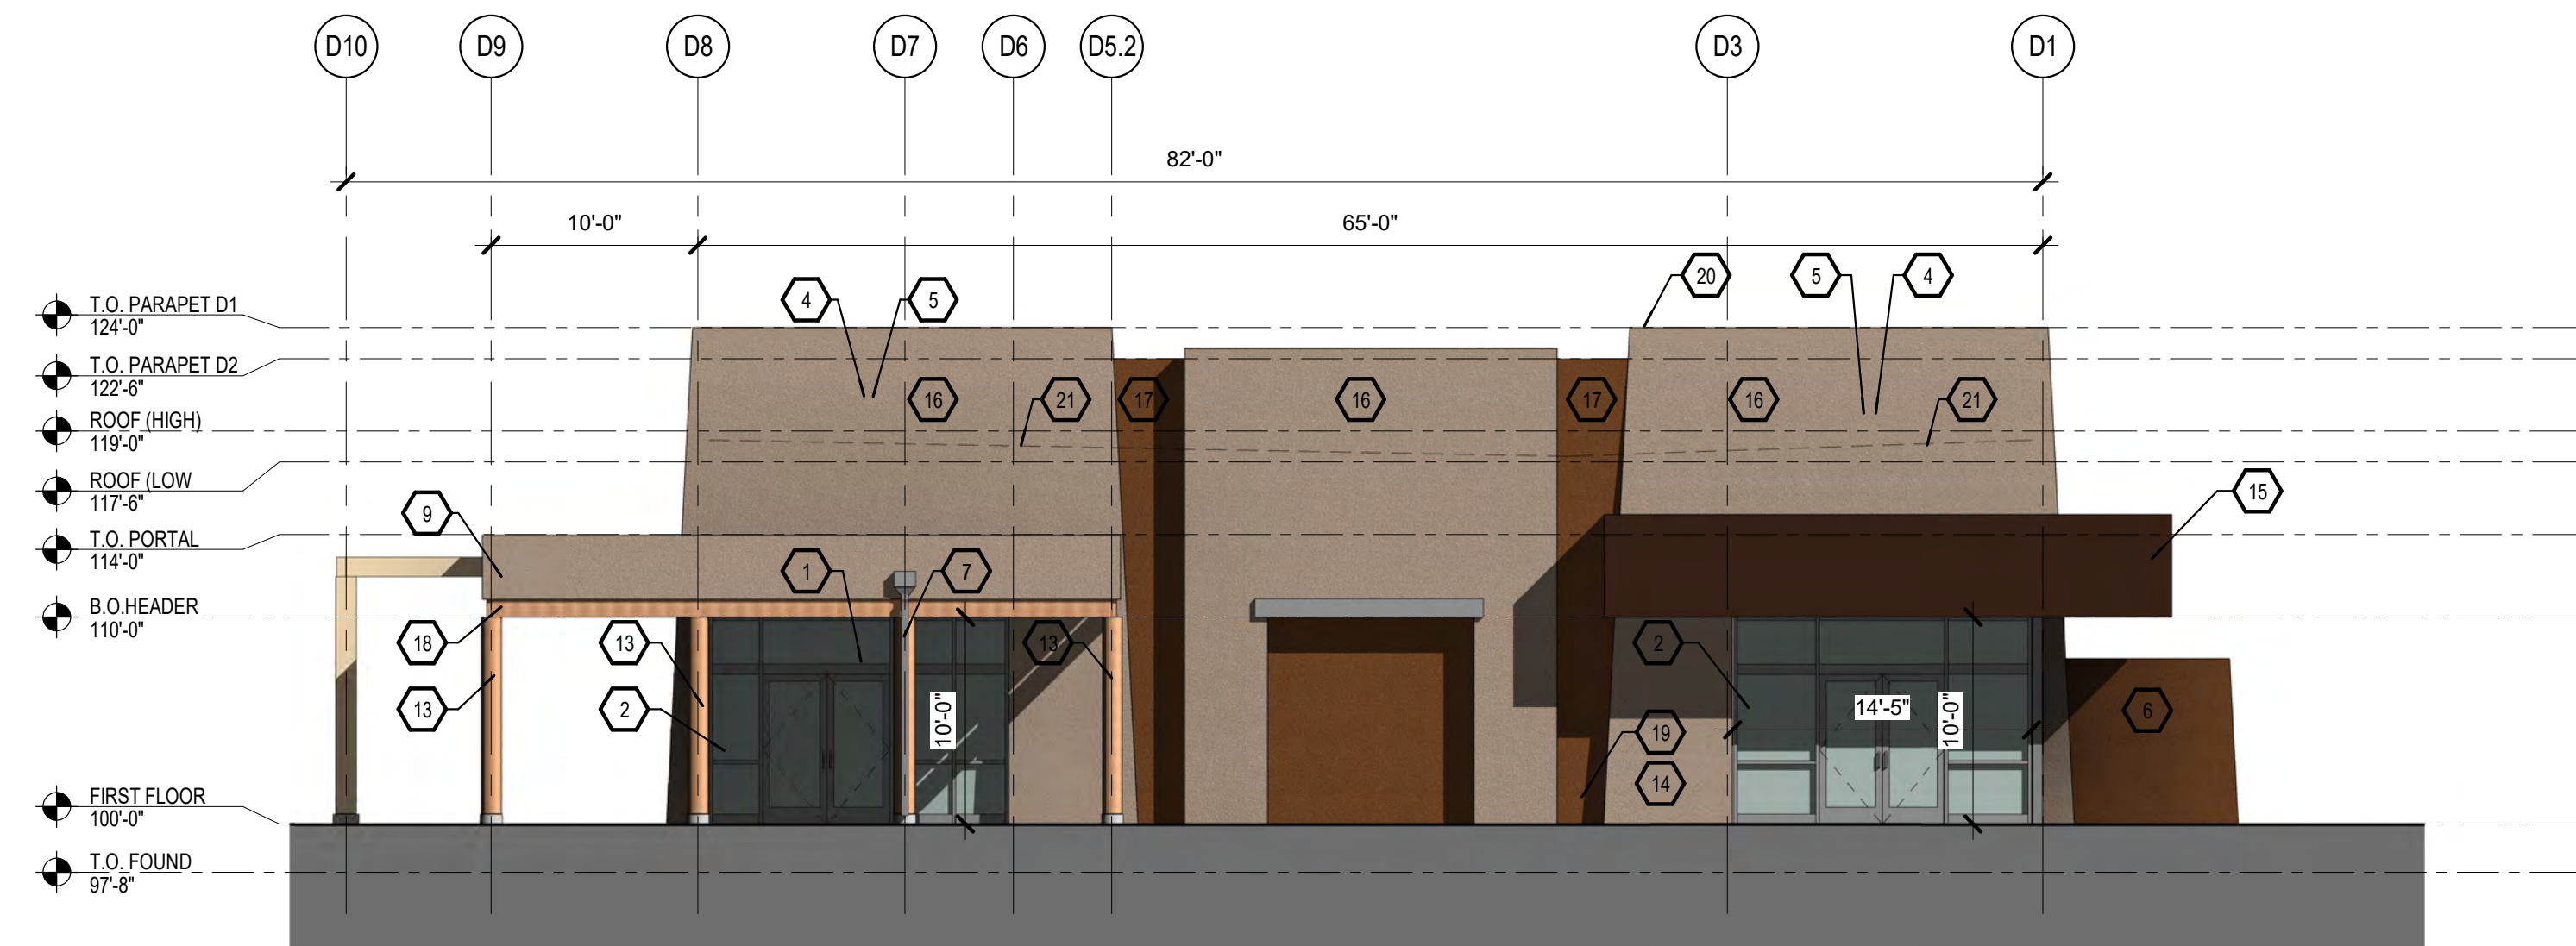 D10 D9 D8 D7 D6 D5.2 D3 D1
82'-0"
10'-0" 65'-0"
20 5 4
4 5
T.O. PARAPET D1
124'-0"
T.O. PARAPET D2
122'-6"
16 21 17 16 17 16 21
ROOF (HIGH)
119'-0"
ROOF (LOW
117'-6"
15
9
T.O. PORTAL
114'-0"
1 7
B.O.HEADER
110'-0"
18 13 13 2
13 2 10'-0" 14'-5" 10'-0" 6
19
14
FIRST FLOOR
100'-0"
T.O. FOUND
97'-8"